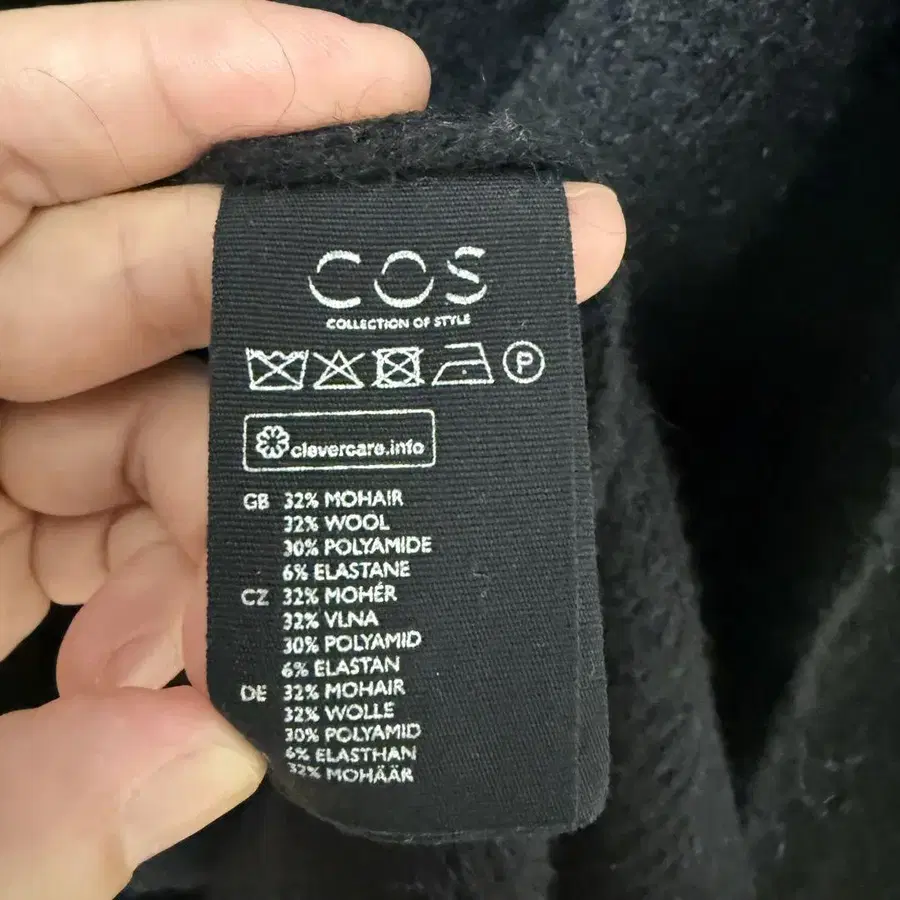 COS
COLLECTION OF STYLE
P
clevercare.info
GB 32% MOHAIR
32% WOOL
30% POLYAMIDE
6% ELASTANE
CZ 32% MOHÉR
32% VLNA
30% POLYAMID
6% ELASTAN
DE 32% MOHAIR
32% WOLLE
30% POLYAMID
6% ELASTHAN
32% MOHÄÄR